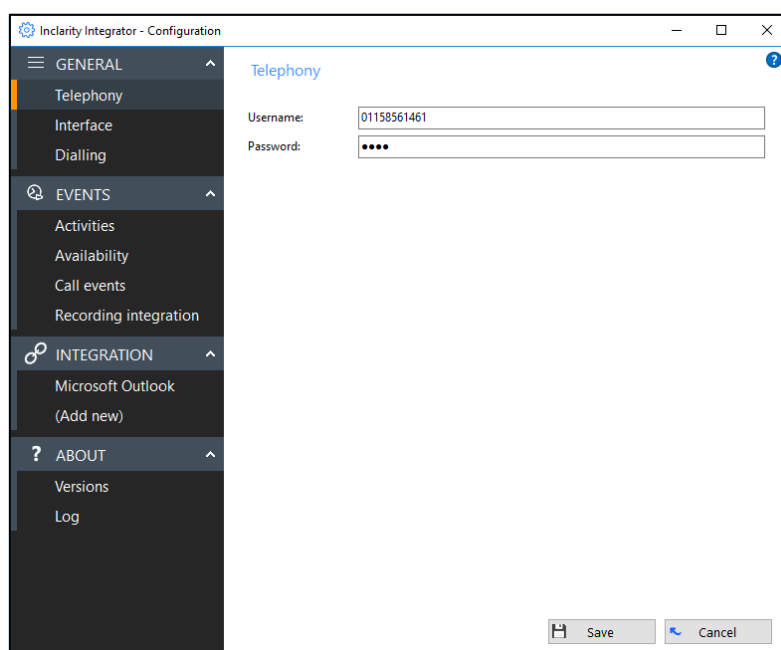 Inclarity Integrator - Configuration
GENERAL
Telephony
Interface
Dialling
EVENTS
Activities
Availability
Call events
Recording integration
INTEGRATION
Microsoft Outlook
(Add new)
? ABOUT
Versions
Log
?
Telephony
Username: 01158561461
Password: ••••
Save Cancel